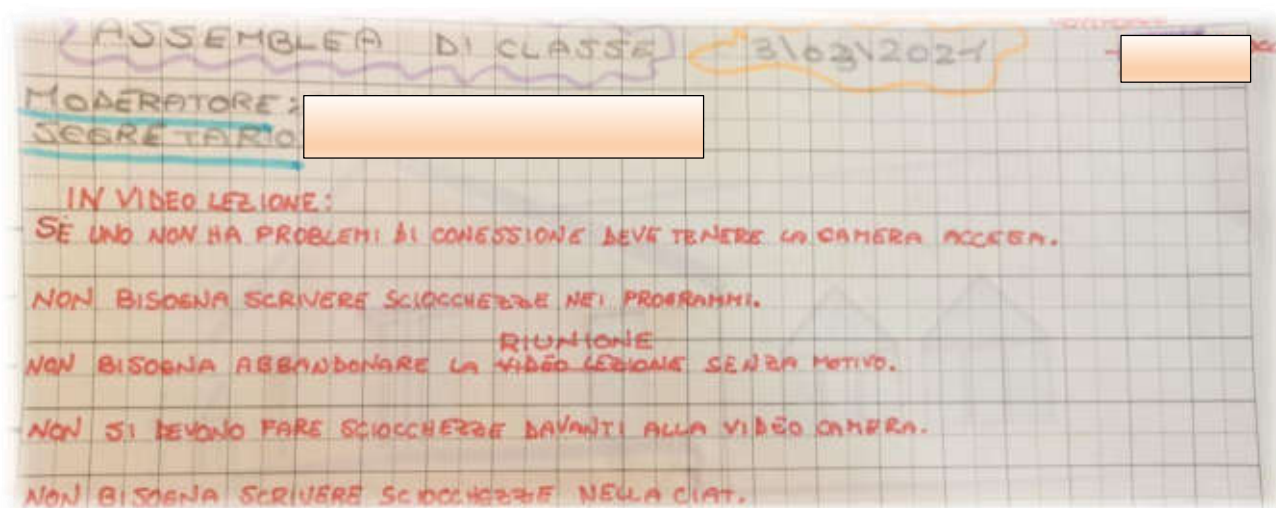 ASSEMBLEA DI CLASSE 3\03\2021
MODERATORE:
SEGRETARIO:
IN VIDEO LEZIONE:
SE UNO NON HA PROBLEMI DI CONESSIONE DEVE TENERE LA CAMERA ACCESA.
NON BISOGNA SCRIVERE SCIOCCHEZZE NEI PROGRAMMI.
RIUNIONE
NON BISOGNA ABBANDONARE LA VIDEO LEZIONE SENZA MOTIVO.
NON SI DEVONO FARE SCIOCCHEZZE DAVANTI ALLA VIDEO CAMERA.
NON BISOGNA SCRIVERE SCIOCCHEZZE NELLA CIAT.